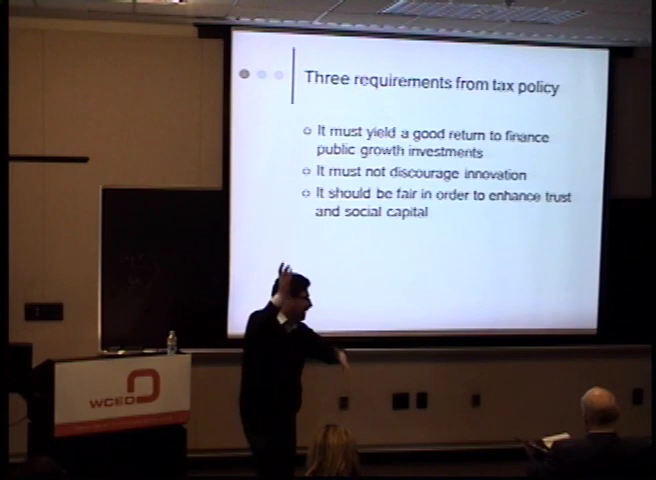 Three requirements from tax policy
It must yield a good return to finance
public growth investments
It must not discourage innovation
It should be fair in order to enhance trust
and social capital
WCED